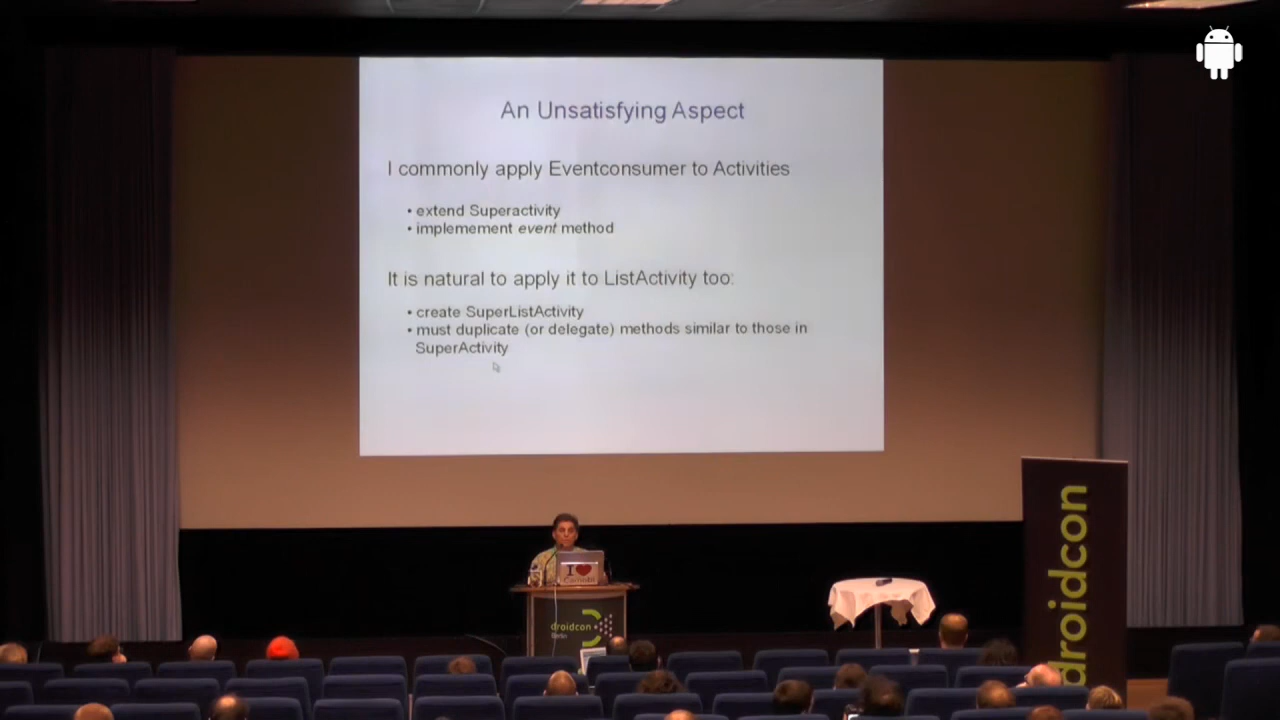 An Unsatisfying Aspect
I commonly apply Eventconsumer to Activities
• extend Superactivity
• implemement event method
It is natural to apply it to ListActivity too:
• create SuperListActivity
• must duplicate (or delegate) methods similar to those in
SuperActivity
I
droidcon
Berlin
droidcon